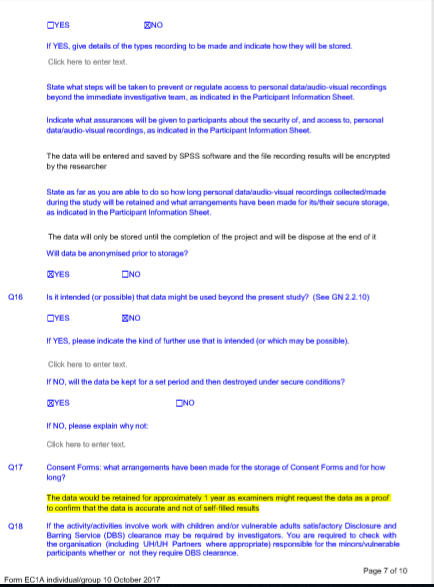 ☐YES ☒NO
If YES, give details of the types recording to be made and indicate how they will be stored.
Click here to enter text.
State what steps will be taken to prevent or regulate access to personal data/audio-visual recordings
beyond the immediate investigative team, as indicated in the Participant Information Sheet.
Indicate what assurances will be given to participants about the security of, and access to, personal
data/audio-visual recordings, as indicated in the Participant Information Sheet.
The data will be entered and saved by SPSS software and the file recording results will be encrypted
by the researcher
State as far as you are able to do so how long personal data/audio-visual recordings collected/made
during the study will be retained and what arrangements have been made for its/their secure storage,
as indicated in the Participant Information Sheet.
The data will only be stored until the completion of the project and will be dispose at the end of it
Will data be anonymised prior to storage?
☒YES ☐NO
Q16 Is it intended (or possible) that data might be used beyond the present study? (See GN 2.2.10)
☐YES ☒NO
If YES, please indicate the kind of further use that is intended (or which may be possible).
Click here to enter text.
If NO, will the data be kept for a set period and then destroyed under secure conditions?
☒YES ☐NO
If NO, please explain why not:
Click here to enter text.
Q17 Consent Forms: what arrangements have been made for the storage of Consent Forms and for how
long?
The data would be retained for approximately 1 year as examiners might request the data as a proof
to confirm that the data is accurate and not of self-filled results
Q18 If the activity/activities involve work with children and/or vulnerable adults satisfactory Disclosure and
Barring Service (DBS) clearance may be required by investigators. You are required to check with
the organisation (including UH/UH Partners where appropriate) responsible for the minors/vulnerable
participants whether or not they require DBS clearance.
Page 7 of 10
Form EC1A individual/group 10 October 2017